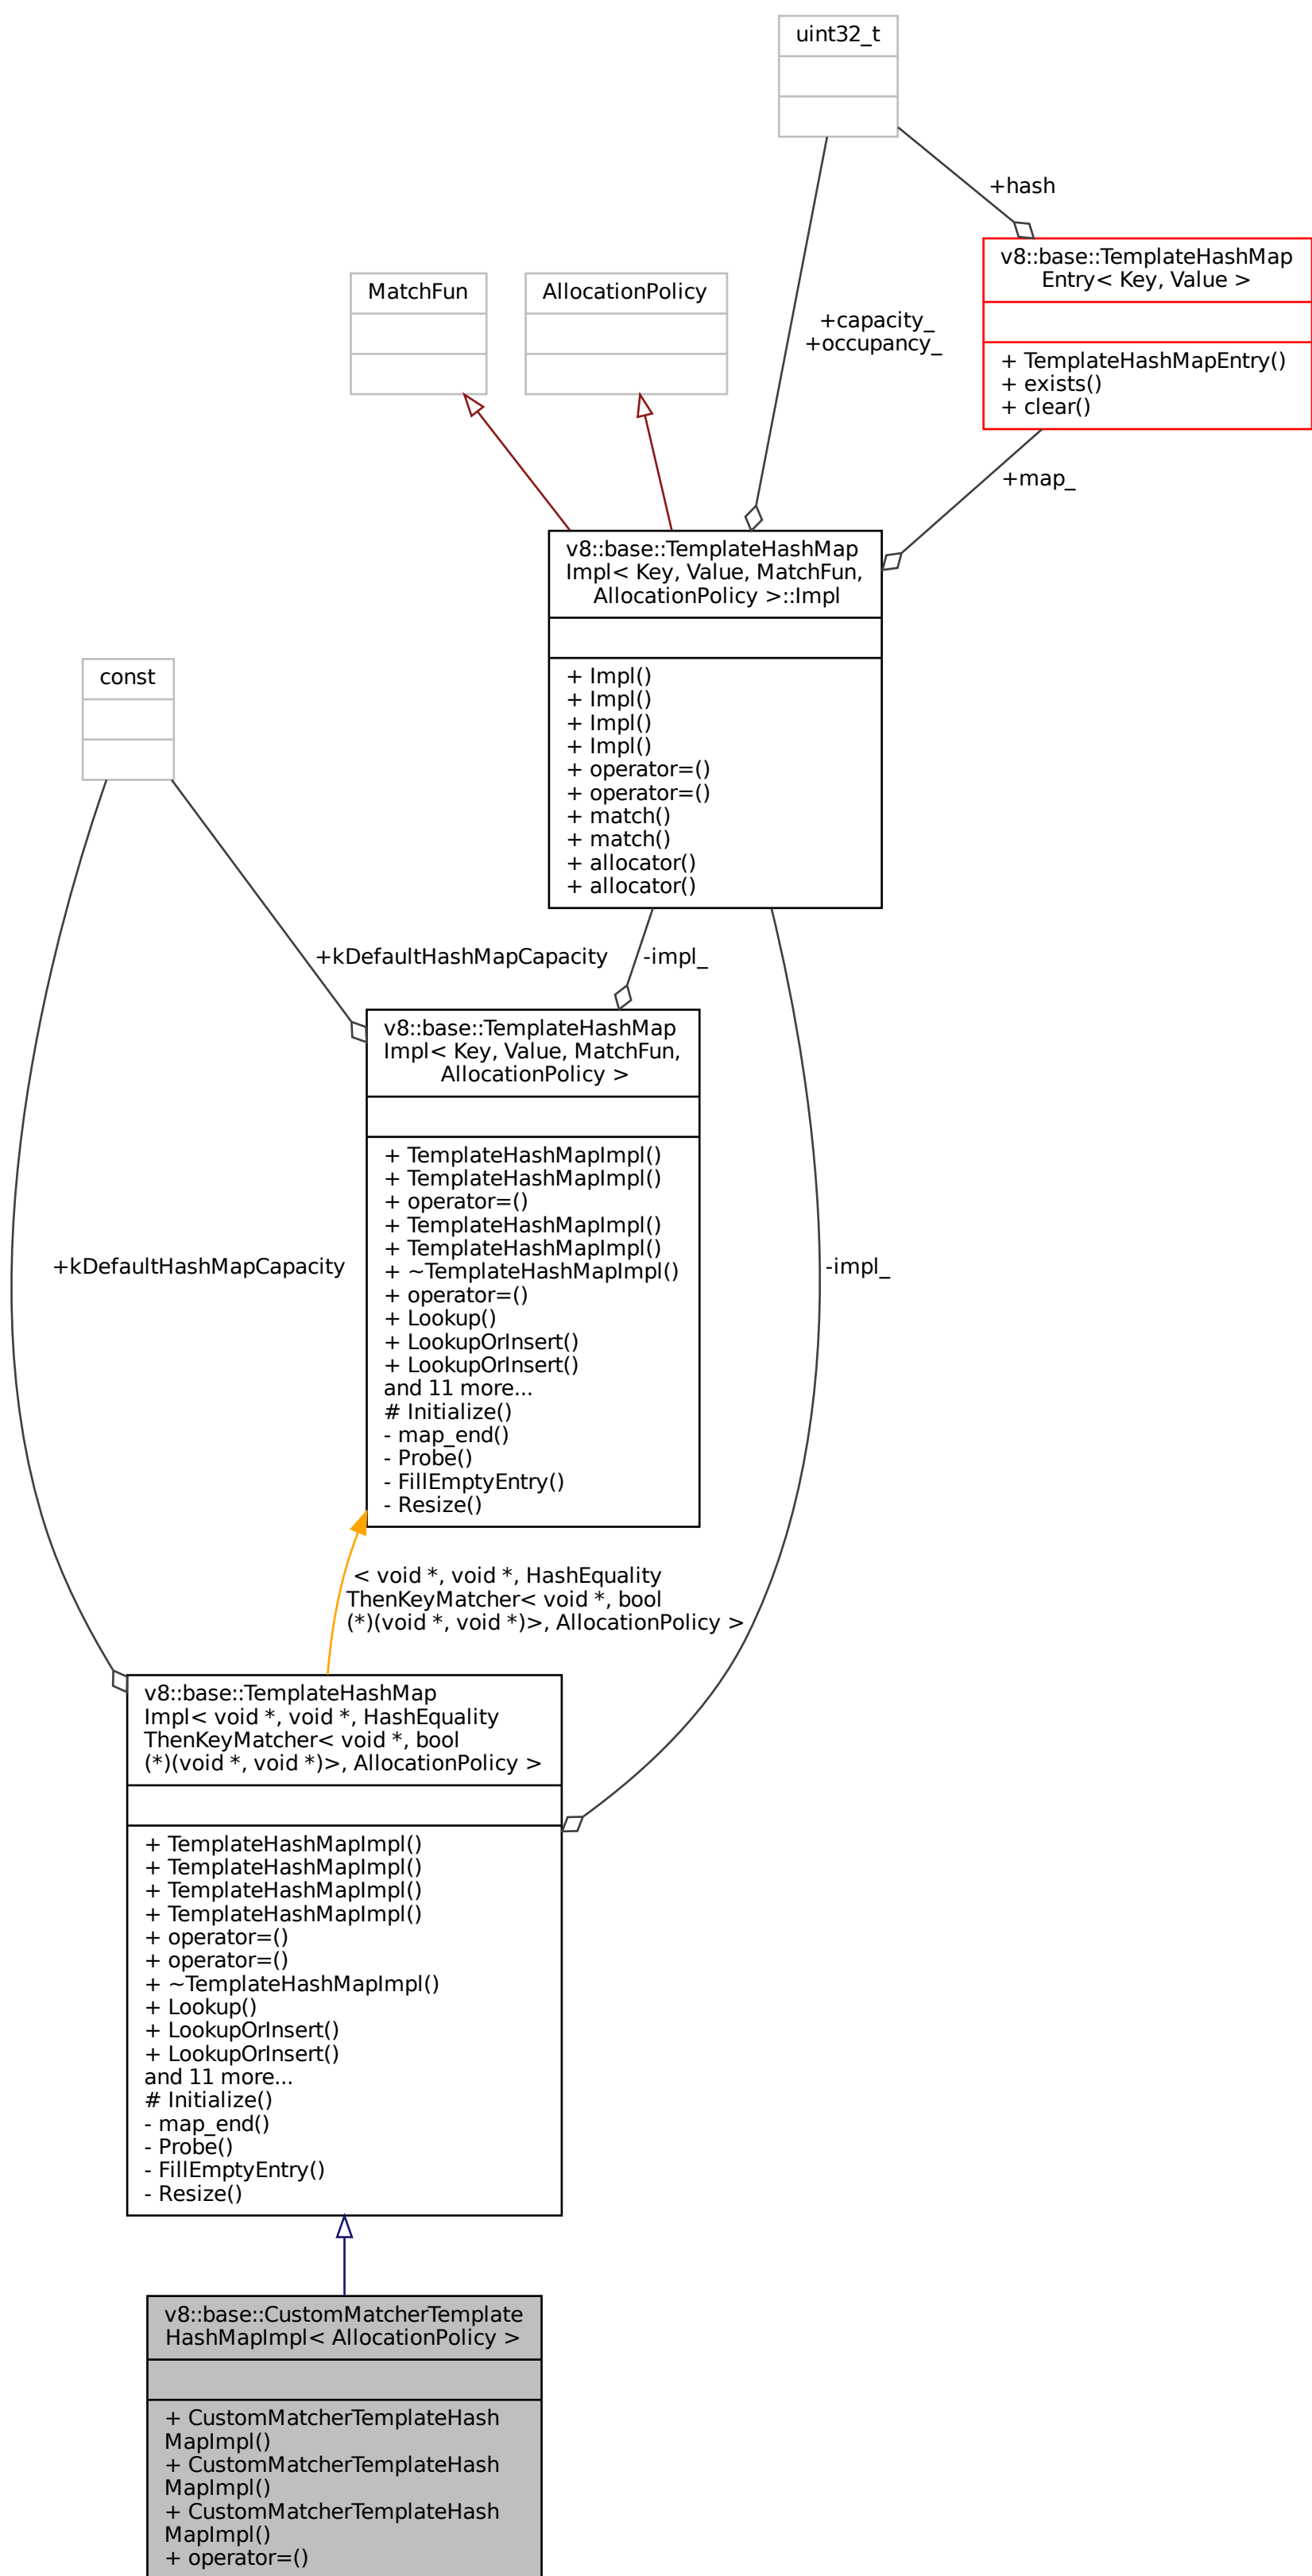 uint32_t
+hash
v8::base::TemplateHashMap
Entry< Key, Value >
+ TemplateHashMapEntry()
+ exists()
+ clear()
MatchFun
AllocationPolicy
+capacity_
+occupancy_
+map_
v8::base::TemplateHashMap
Impl< Key, Value, MatchFun,
AllocationPolicy >::Impl
+ Impl()
+ Impl()
+ Impl()
+ Impl()
+ operator=()
+ operator=()
+ match()
+ match()
+ allocator()
+ allocator()
const
+kDefaultHashMapCapacity
-impl_
v8::base::TemplateHashMap
Impl< Key, Value, MatchFun,
AllocationPolicy >
+ TemplateHashMapImpl()
+ TemplateHashMapImpl()
+ operator=()
+ TemplateHashMapImpl()
+ TemplateHashMapImpl()
+ ~TemplateHashMapImpl()
+ operator=()
+ Lookup()
+ LookupOrInsert()
+ LookupOrInsert()
and 11 more...
# Initialize()
- map_end()
- Probe()
- FillEmptyEntry()
- Resize()
+kDefaultHashMapCapacity
-impl_
< void *, void *, HashEquality
ThenKeyMatcher< void *, bool
(*)(void *, void *)>, AllocationPolicy >
v8::base::TemplateHashMap
Impl< void *, void *, HashEquality
ThenKeyMatcher< void *, bool
(*)(void *, void *)>, AllocationPolicy >
+ TemplateHashMapImpl()
+ TemplateHashMapImpl()
+ TemplateHashMapImpl()
+ TemplateHashMapImpl()
+ operator=()
+ operator=()
+ ~TemplateHashMapImpl()
+ Lookup()
+ LookupOrInsert()
+ LookupOrInsert()
and 11 more...
# Initialize()
- map_end()
- Probe()
- FillEmptyEntry()
- Resize()
v8::base::CustomMatcherTemplate
HashMapImpl< AllocationPolicy >
+ CustomMatcherTemplateHash
MapImpl()
+ CustomMatcherTemplateHash
MapImpl()
+ CustomMatcherTemplateHash
MapImpl()
+ operator=()